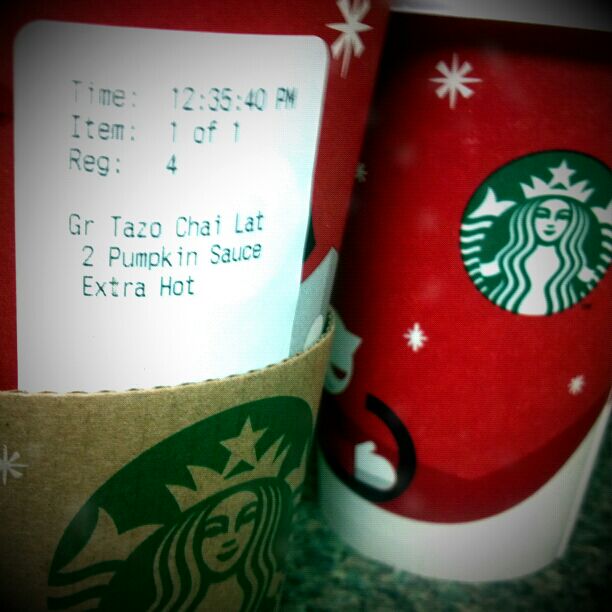 Time: 12:35:40 PM
Item: 1 of 1
Reg: 4
Gr Tazo Chai Lat
2 Pumpkin Sauce
Extra Hot